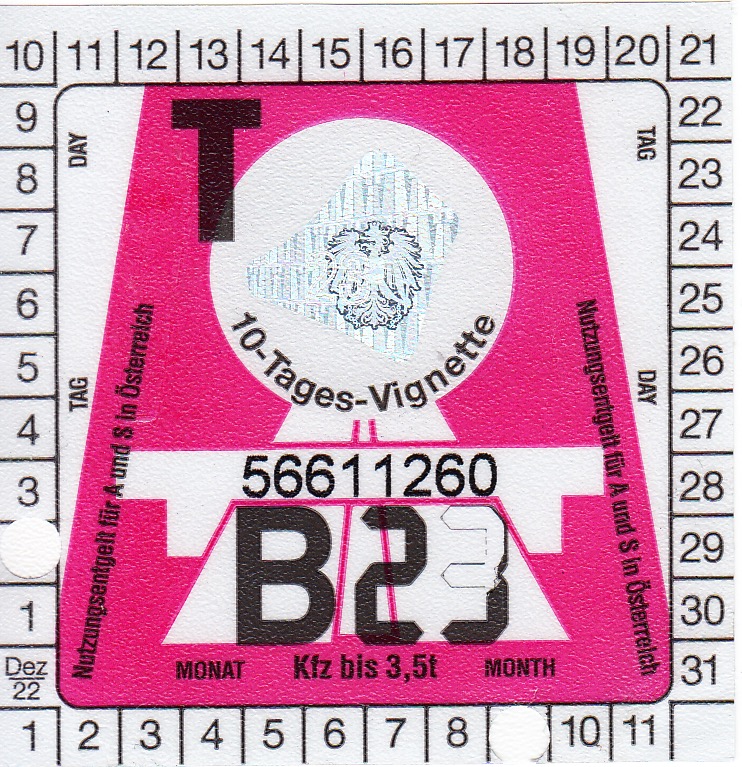 10 11 12 13 14 15 16 17 18 19 20 21
9
8
7
6
5
4
3
1
Dez
22
DAY
TAG
Nutzungsentgelt für A und S in Österreich
T
10-Tages-Vignette
56611260
B23
MONAT Kfz bis 3,5t MONTH
TAG
DAY
Nutzungsentgelt für A und S in Österreich
22
23
24
25
26
27
28
29
30
31
1 2 3 4 5 6 7 8 10 11